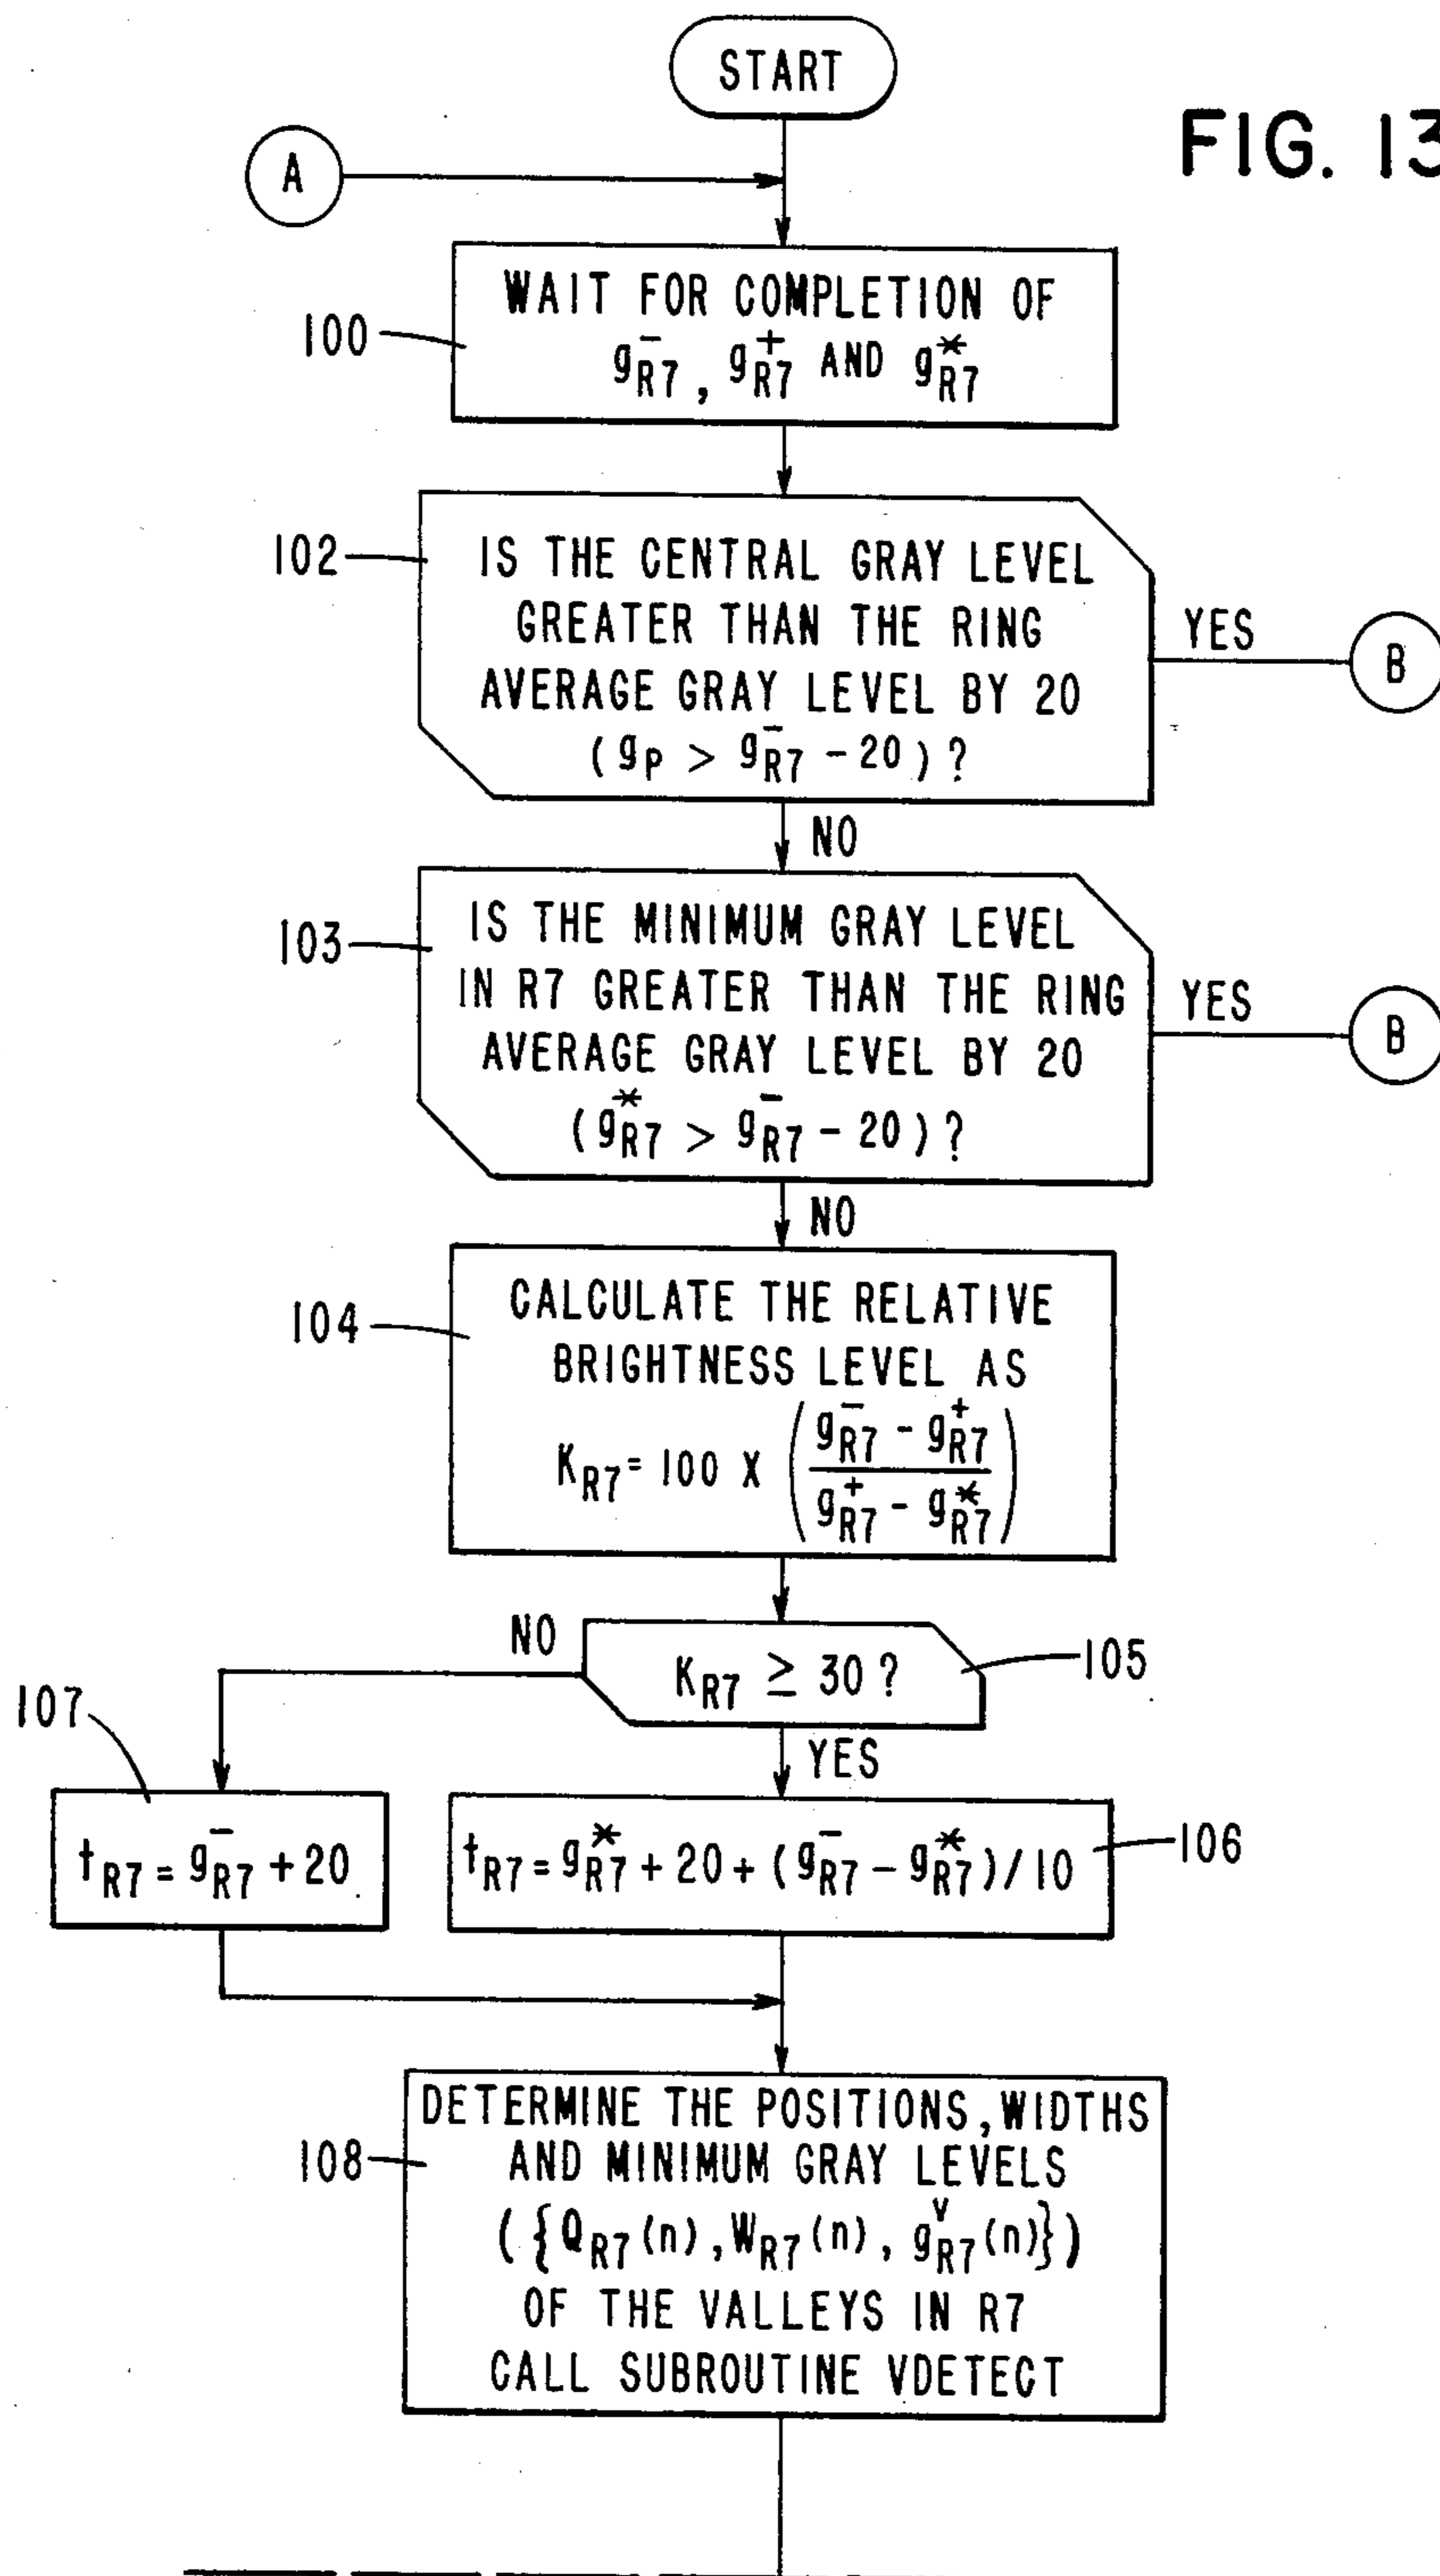 START
FIG. 13
A
WAIT FOR COMPLETION OF
g⁻R7, g⁺R7 AND g*R7
100
102
IS THE CENTRAL GRAY LEVEL
GREATER THAN THE RING
AVERAGE GRAY LEVEL BY 20
(gP > g⁻R7 - 20)?
YES
B
NO
103
IS THE MINIMUM GRAY LEVEL
IN R7 GREATER THAN THE RING
AVERAGE GRAY LEVEL BY 20
(g*R7 > g⁻R7 - 20)?
YES
B
NO
104
CALCULATE THE RELATIVE
BRIGHTNESS LEVEL AS
KR7 = 100 X ( (g⁻R7 - g⁺R7) / (g⁺R7 - g*R7) )
NO
KR7 ≥ 30?
105
107
YES
tR7 = g⁻R7 + 20
tR7 = g*R7 + 20 + (g⁻R7 - g*R7)/10
106
108
DETERMINE THE POSITIONS, WIDTHS
AND MINIMUM GRAY LEVELS
({QR7(n), WR7(n), gᵛR7(n)})
OF THE VALLEYS IN R7
CALL SUBROUTINE VDETECT